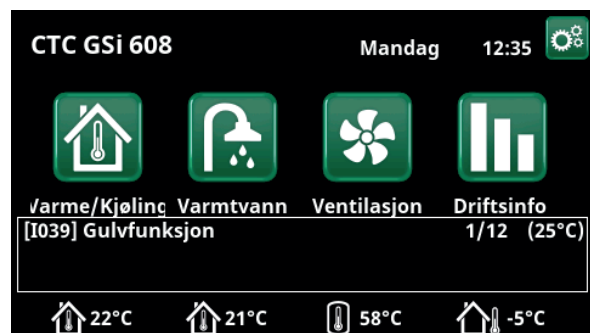 CTC GSi 608 Mandag 12:35
Varme/Kjøling Varmtvann Ventilasjon Driftsinfo
[I039] Gulvfunksjon 1/12 (25°C)
22°C 21°C 58°C -5°C